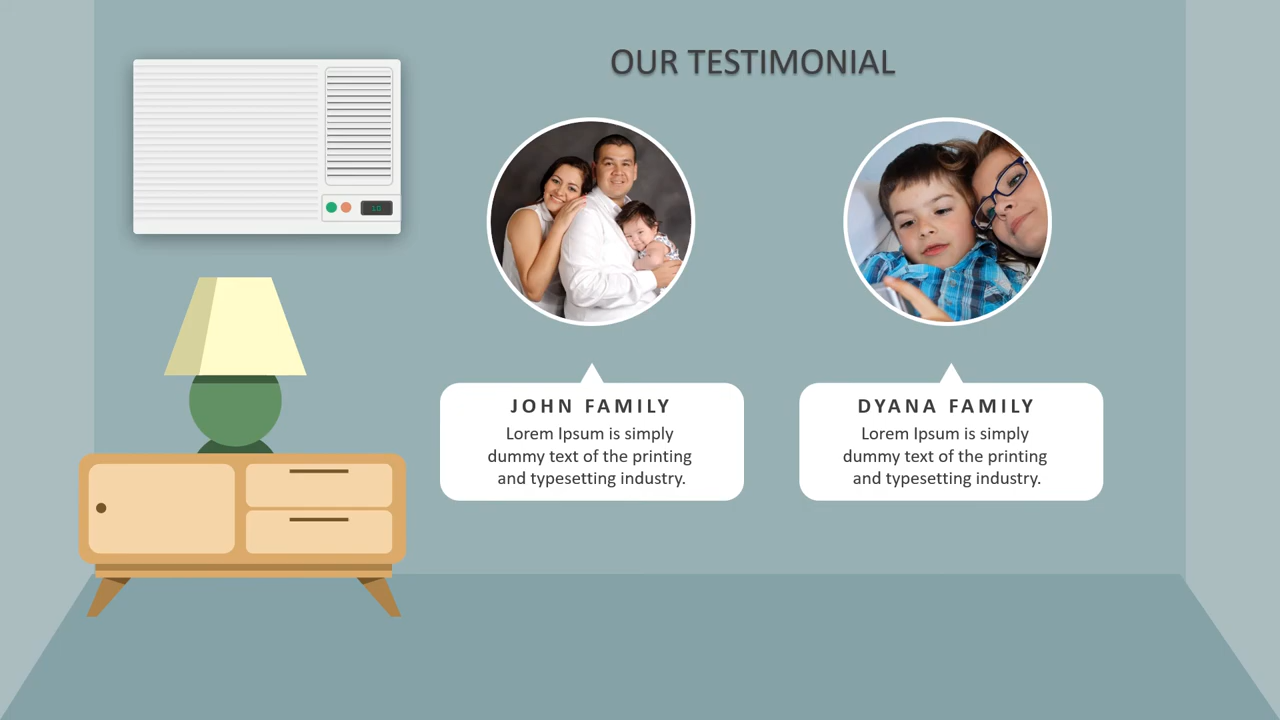 OUR TESTIMONIAL
10
JOHN FAMILY
Lorem Ipsum is simply
dummy text of the printing
and typesetting industry.
DYANA FAMILY
Lorem Ipsum is simply
dummy text of the printing
and typesetting industry.